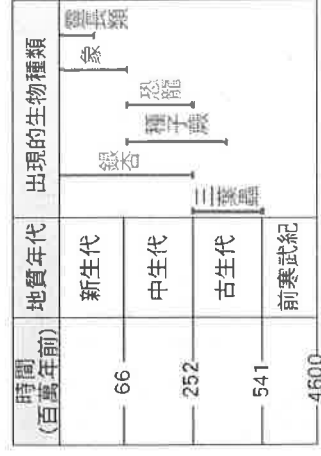 時間
(百萬年前)
地質年代
出現的生物種類
新生代
66
中生代
252
古生代
541
前寒武紀
4600
三葉蟲
銀杏
種子蕨
恐龍
象
靈長類